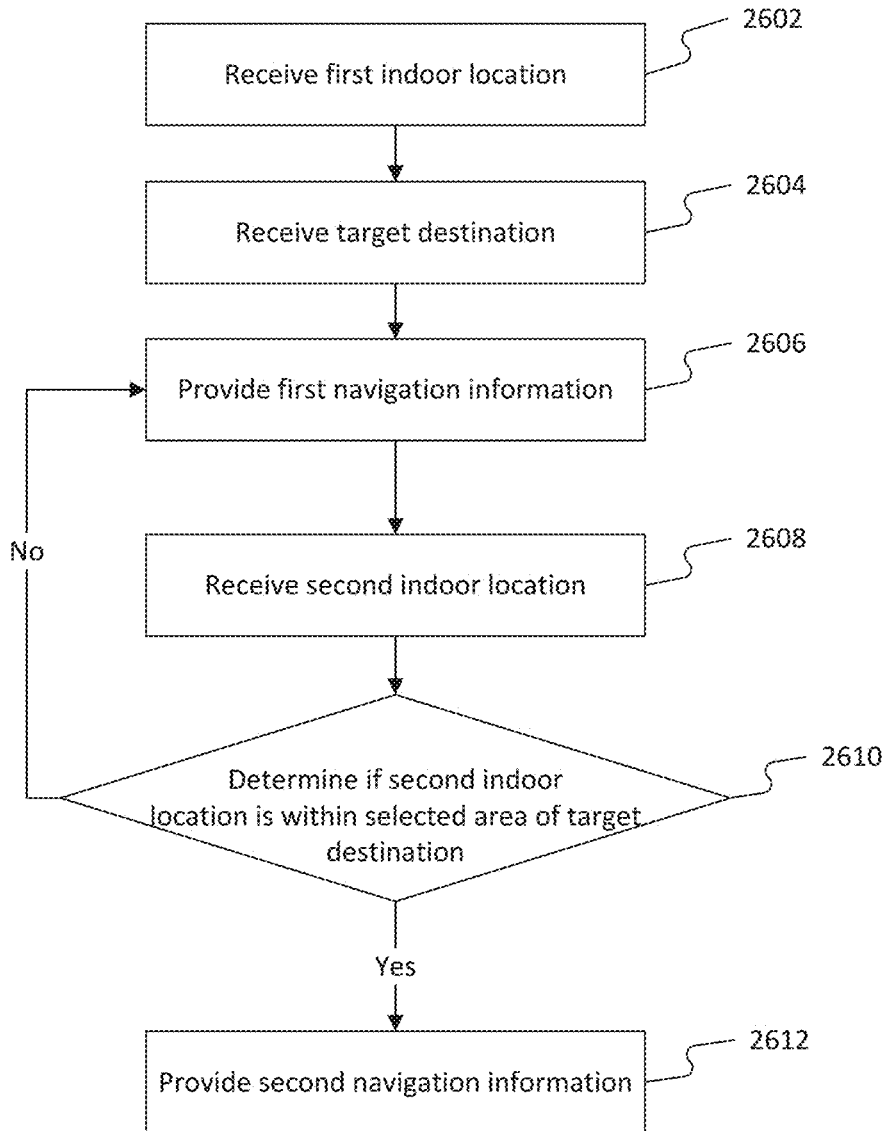 2602
Receive first indoor location
2604
Receive target destination
2606
Provide first navigation information
No
2608
Receive second indoor location
2610
Determine if second indoor
location is within selected area of target
destination
Yes
2612
Provide second navigation information